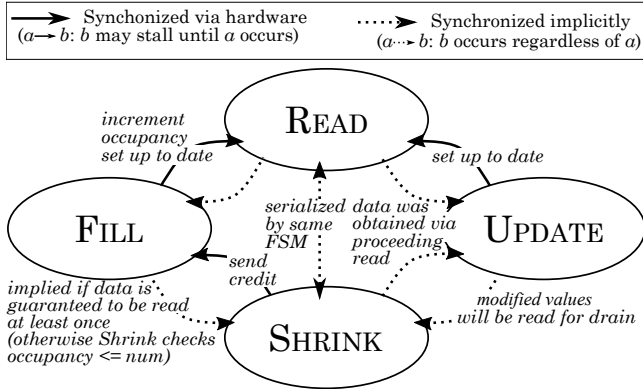 Sychonized via hardware
(a→ b: b may stall until a occurs)
Synchronized implicitly
(a⋯▸ b: b occurs regardless of a)
increment
occupancy
set up to date
READ
set up to date
FILL
serialized
by same
FSM
data was
obtained via
proceeding
read
UPDATE
send
credit
implied if data is
guaranteed to be read
at least once
(otherwise Shrink checks
occupancy <= num)
SHRINK
modified values
will be read for drain